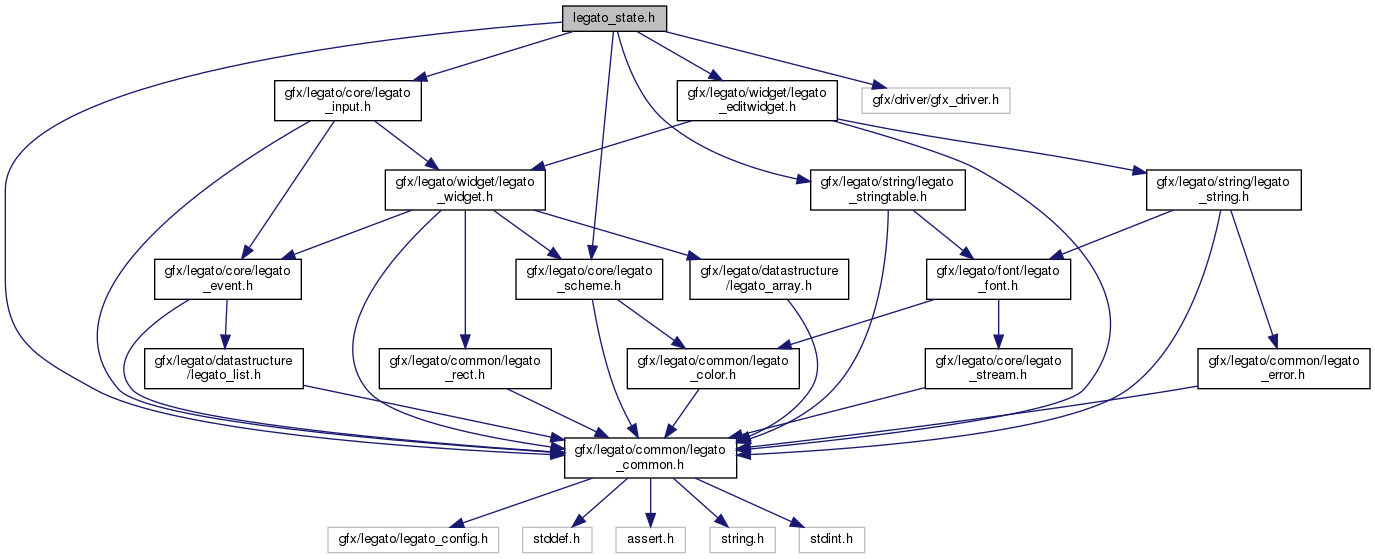 legato_state.h
gfx/legato/core/legato
_input.h
gfx/legato/widget/legato
_editwidget.h
gfx/driver/gfx_driver.h
gfx/legato/widget/legato
_widget.h
gfx/legato/string/legato
_stringtable.h
gfx/legato/string/legato
_string.h
gfx/legato/core/legato
_event.h
gfx/legato/core/legato
_scheme.h
gfx/legato/datastructure
/legato_array.h
gfx/legato/font/legato
_font.h
gfx/legato/datastructure
/legato_list.h
gfx/legato/common/legato
_rect.h
gfx/legato/common/legato
_color.h
gfx/legato/core/legato
_stream.h
gfx/legato/common/legato
_error.h
gfx/legato/common/legato
_common.h
gfx/legato/legato_config.h
stddef.h
assert.h
string.h
stdint.h